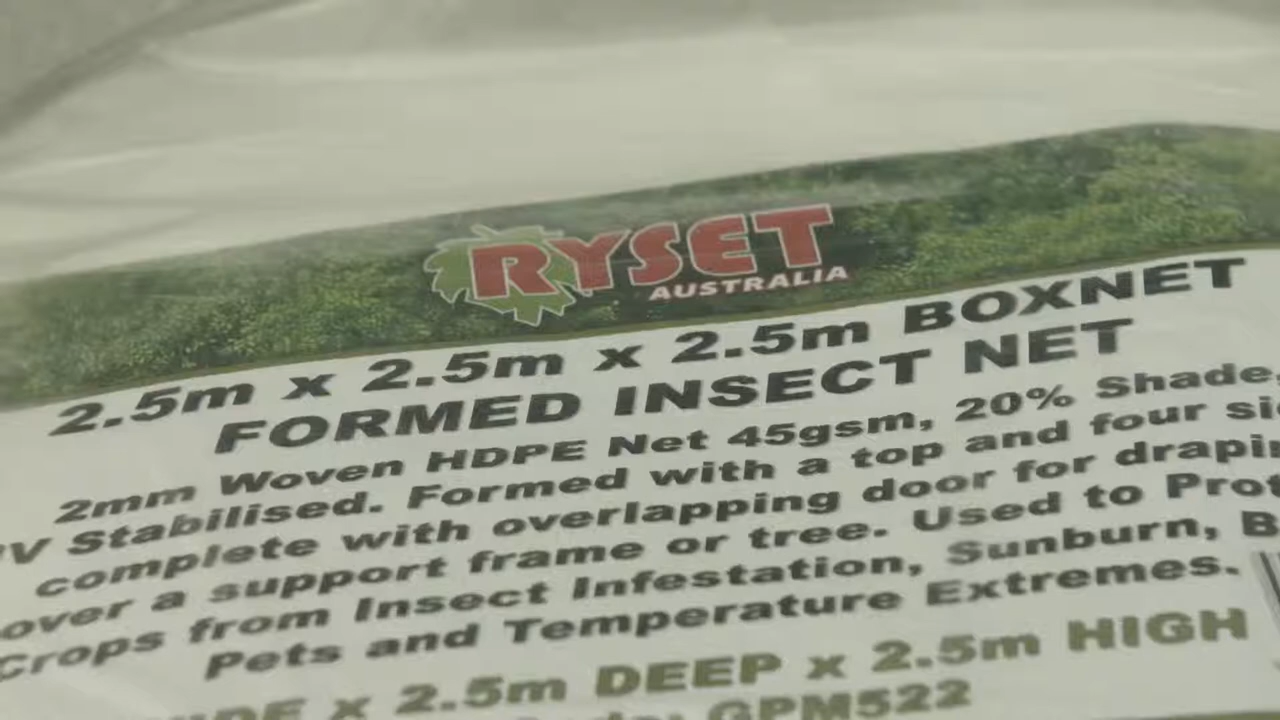 RYSET
AUSTRALIA
2.5m x 2.5m x 2.5m BOXNET
FORMED INSECT NET
2mm Woven HDPE Net 45gsm, 20% Shade,
V Stabilised. Formed with a top and four si
complete with overlapping door for drapi
over a support frame or tree. Used to Prot
Crops from Insect Infestation, Sunburn, B
Pets and Temperature Extremes.
x 2.5m DEEP x 2.5m HIGH
GPM522